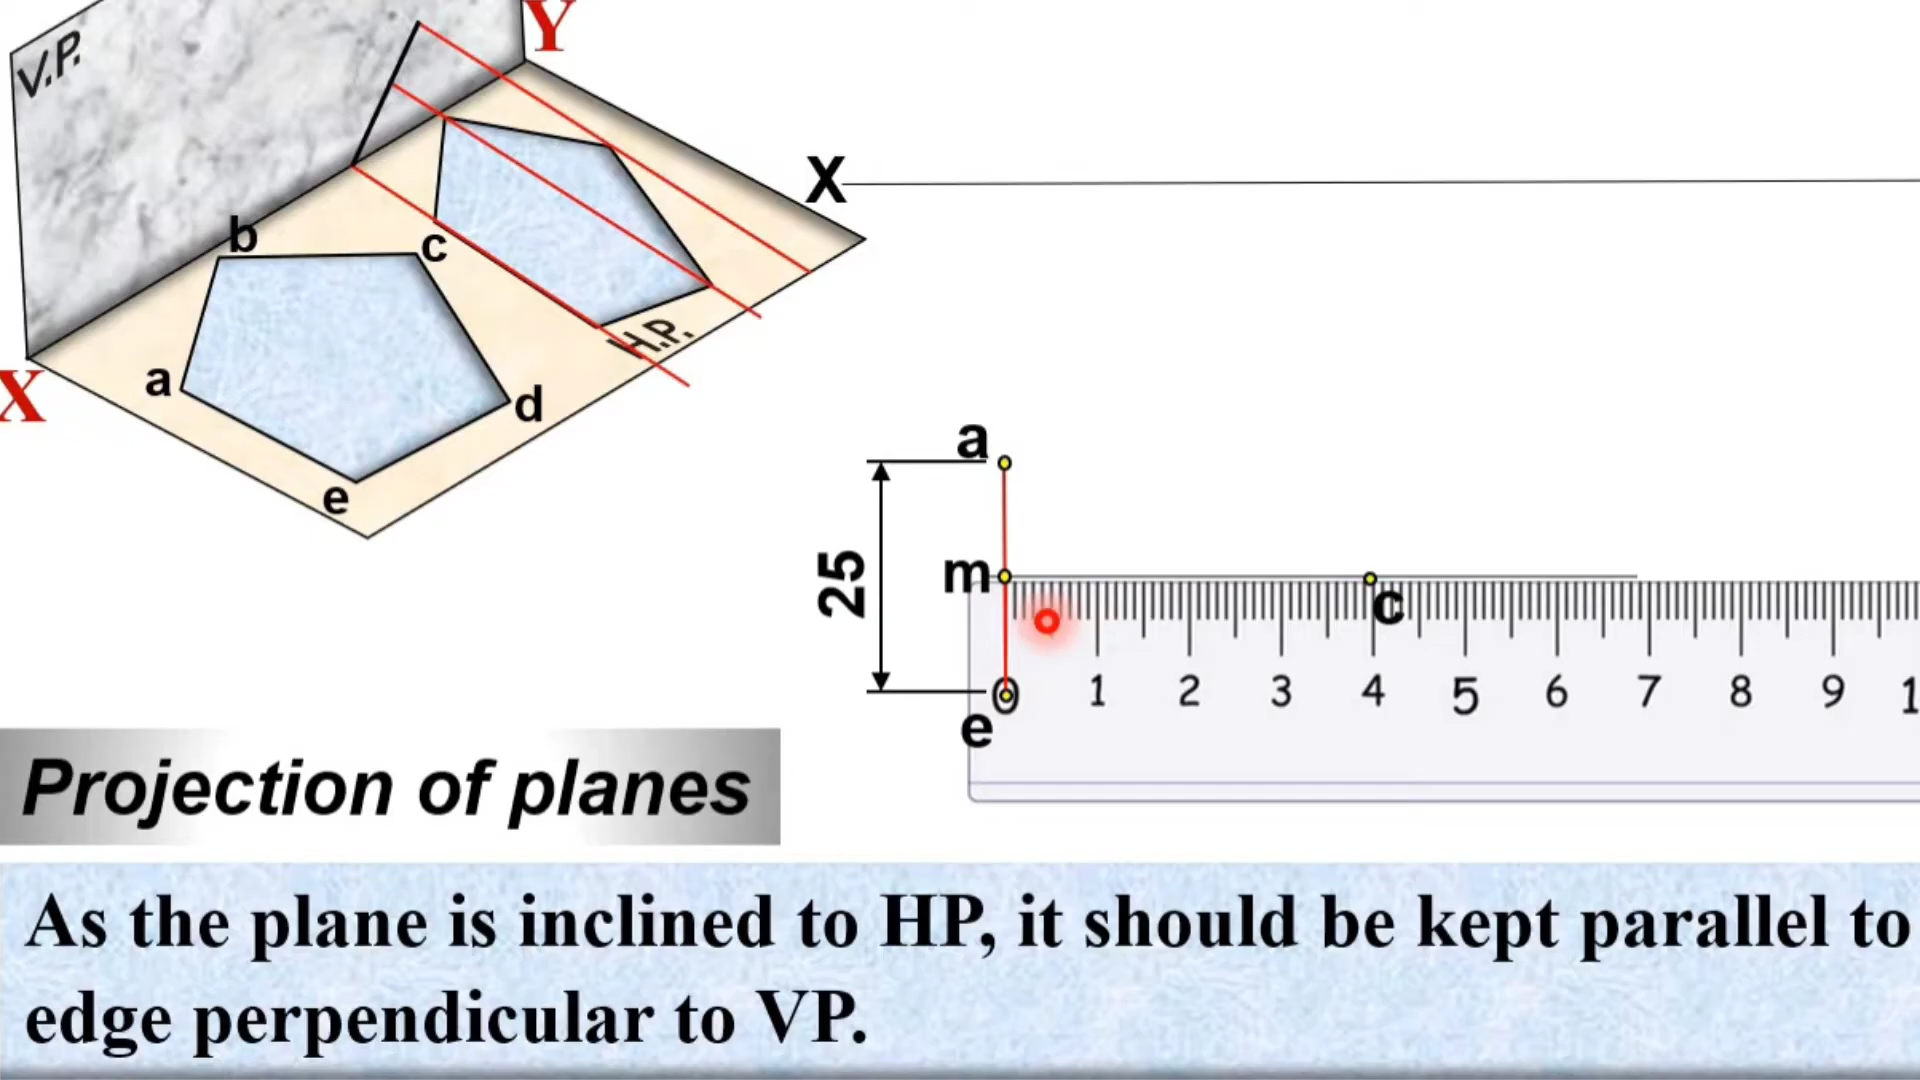 V.P.
Y
X
b
c
a
H.P.
X
d
e
a
25
m
c
0 1 2 3 4 5 6 7 8 9 1
e
Projection of planes
As the plane is inclined to HP, it should be kept parallel to
edge perpendicular to VP.